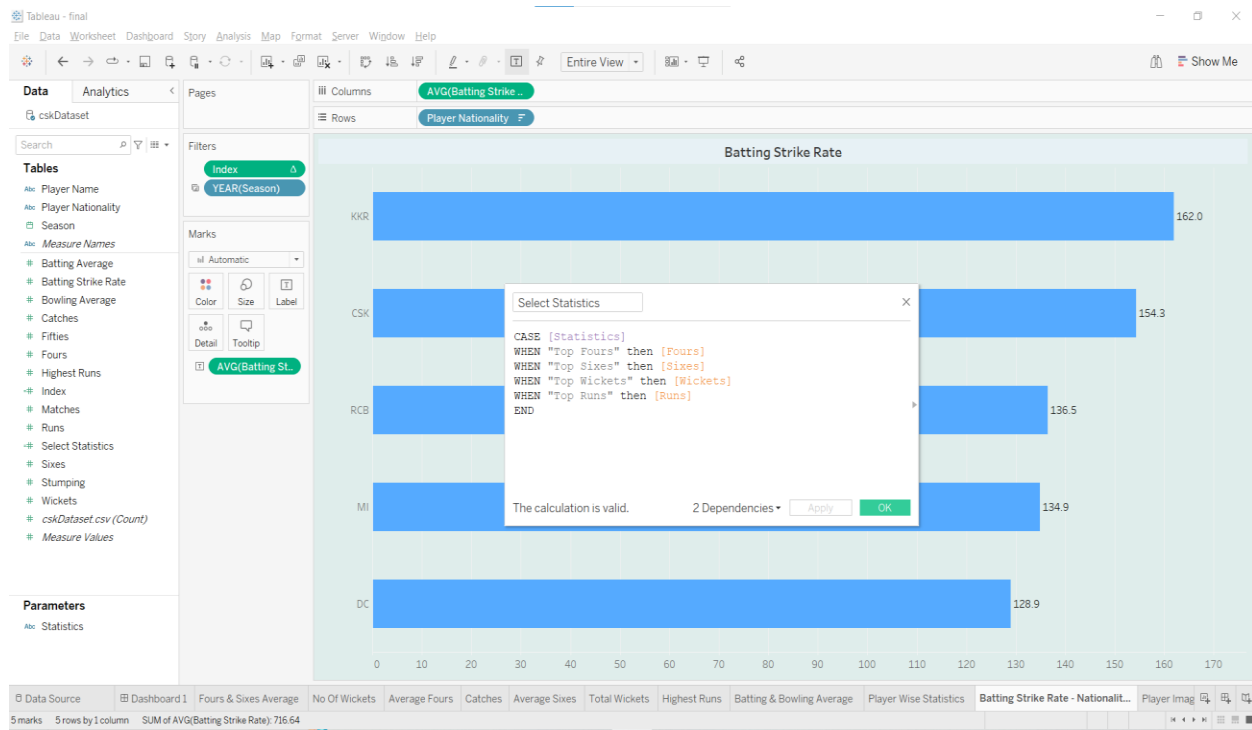 Tableau - final
File Data Worksheet Dashboard Story Analysis Map Format Server Window Help
Entire View
Show Me
Data Analytics
cskDataset
Search
Tables
Abc Player Name
Abc Player Nationality
Season
Abc Measure Names
# Batting Average
# Batting Strike Rate
# Bowling Average
# Catches
# Fifties
# Fours
# Highest Runs
=# Index
# Matches
# Runs
=# Select Statistics
# Sixes
# Stumping
# Wickets
# cskDataset.csv (Count)
# Measure Values
Parameters
Abc Statistics
Pages
Filters
Index Δ
YEAR(Season)
Marks
Automatic
Color Size Label
Detail Tooltip
T AVG(Batting St..
iii Columns AVG(Batting Strike ..
Rows Player Nationality
Batting Strike Rate
KKR 162.0
CSK 154.3
RCB 136.5
MI 134.9
DC 128.9
0 10 20 30 40 50 60 70 80 90 100 110 120 130 140 150 160 170
Select Statistics
CASE [Statistics]
WHEN "Top Fours" then [Fours]
WHEN "Top Sixes" then [Sixes]
WHEN "Top Wickets" then [Wickets]
WHEN "Top Runs" then [Runs]
END
The calculation is valid. 2 Dependencies Apply OK
Data Source Dashboard 1 Fours & Sixes Average No Of Wickets Average Fours Catches Average Sixes Total Wickets Highest Runs Batting & Bowling Average Player Wise Statistics Batting Strike Rate - Nationalit... Player Imag
5 marks 5 rows by 1 column SUM of AVG(Batting Strike Rate): 716.64